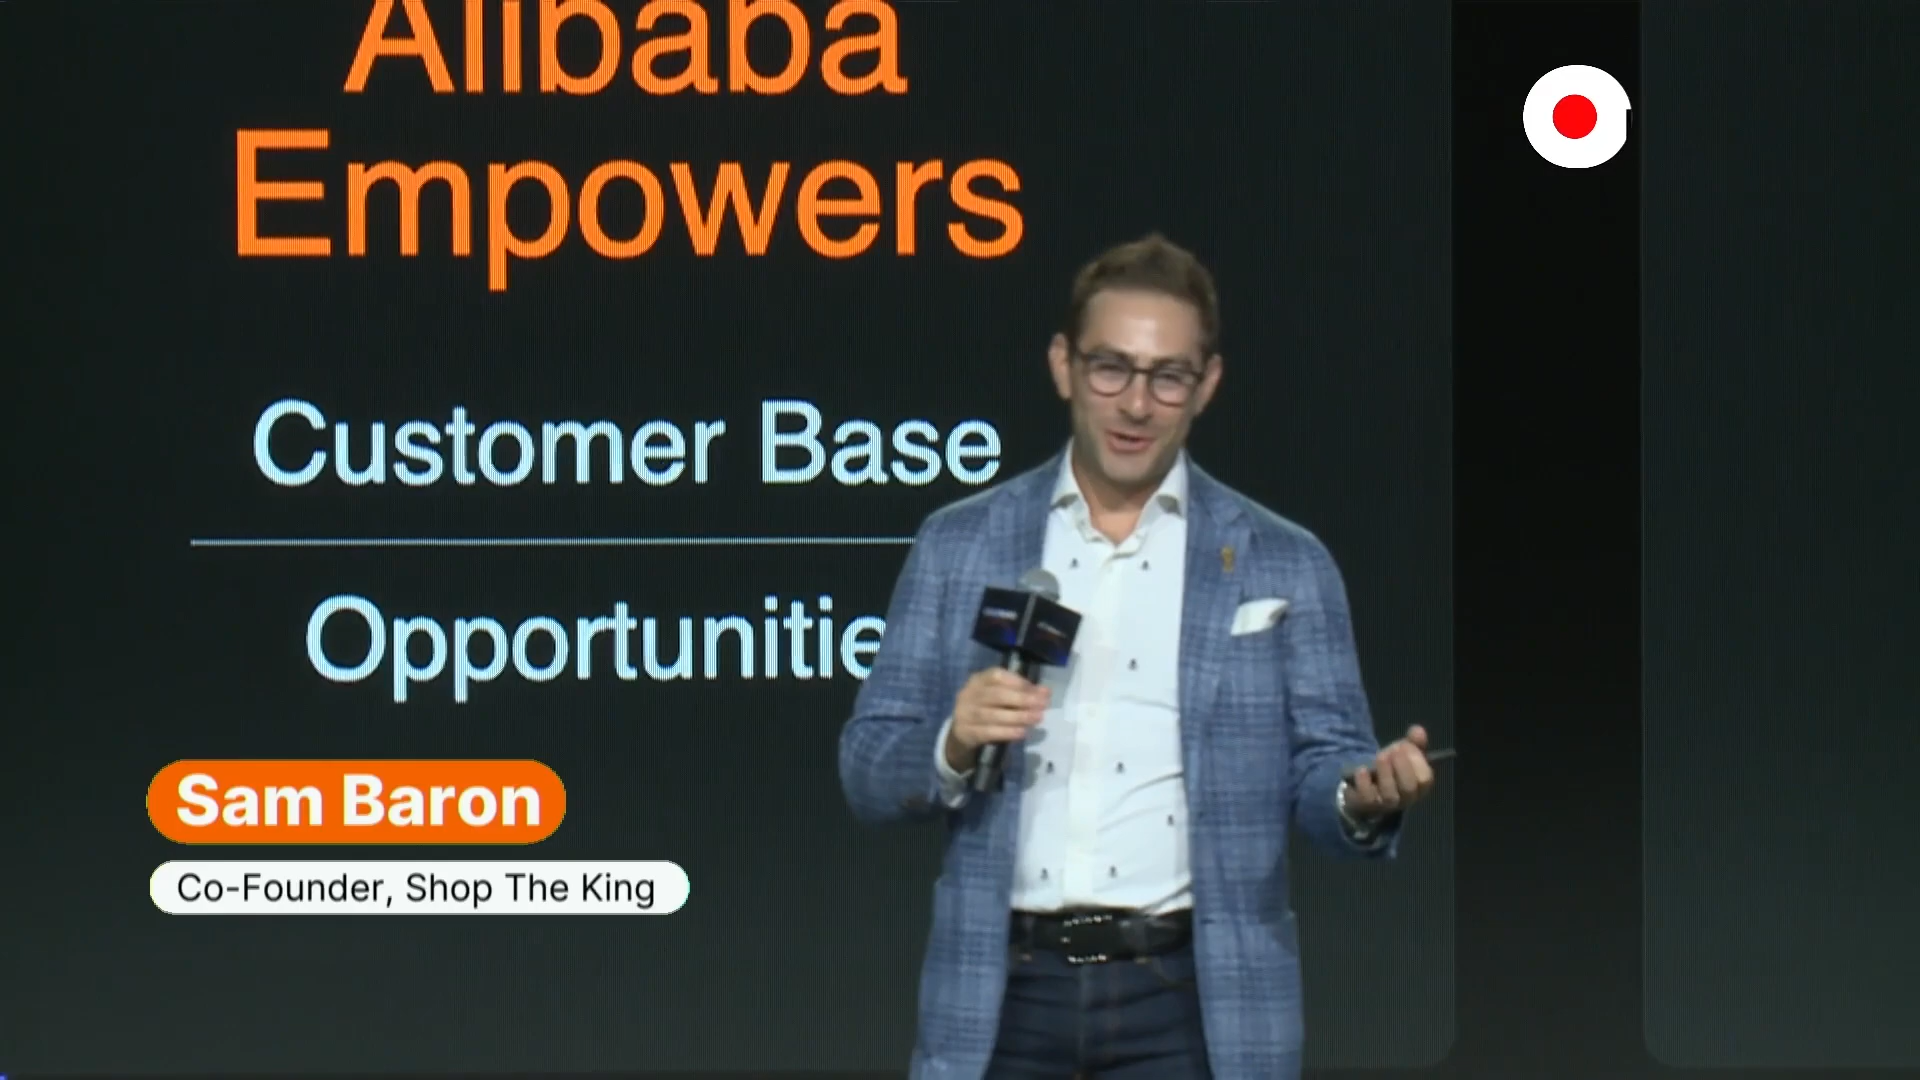 Alibaba
Empowers
Customer Base
Opportunitie
Sam Baron
Co-Founder, Shop The King